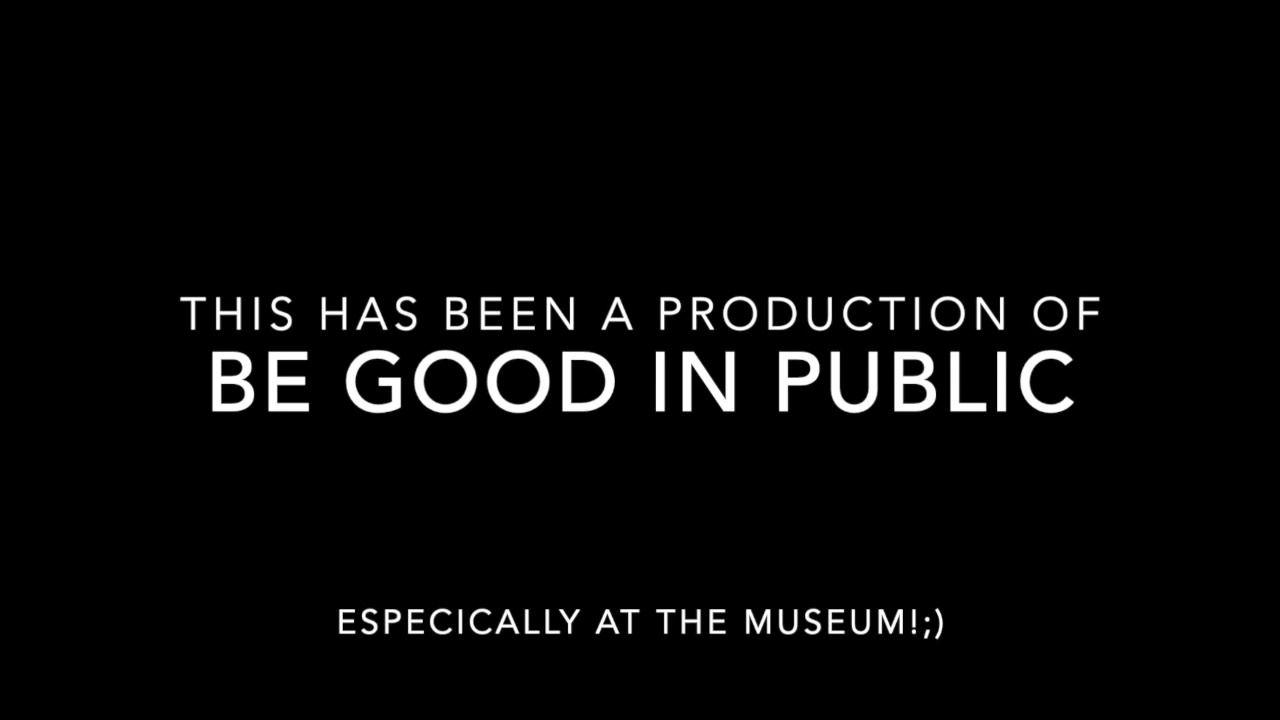 THIS HAS BEEN A PRODUCTION OF
BE GOOD IN PUBLIC
ESPECICALLY AT THE MUSEUM!;)